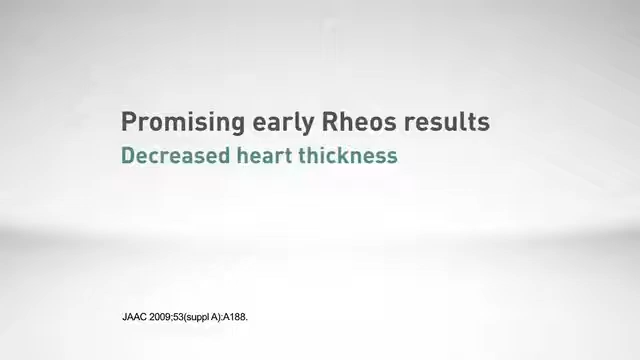 Promising early Rheos results
Decreased heart thickness
JAAC 2009;53(suppl A):A188.